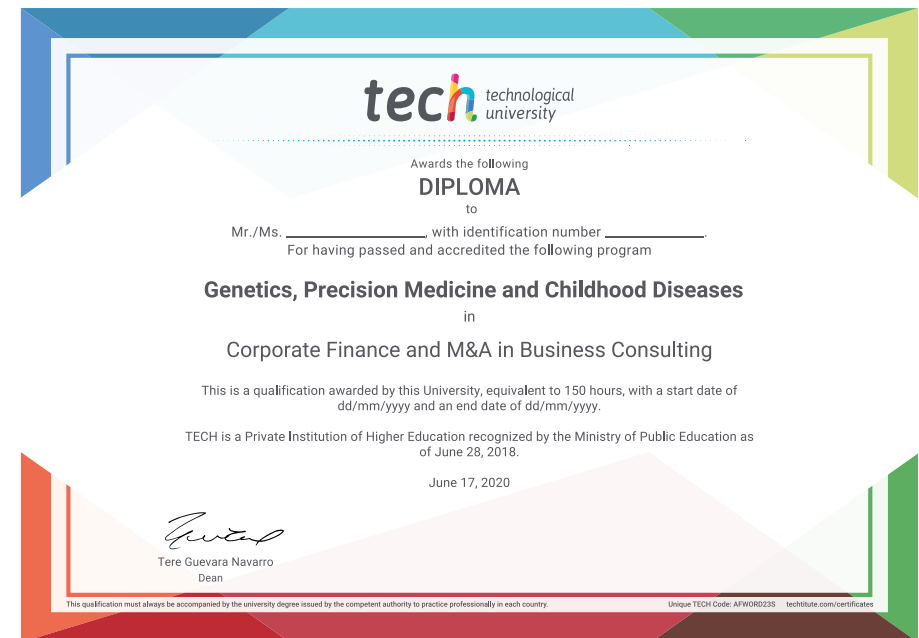 tech technological
university
Awards the following
DIPLOMA
to
Mr./Ms. ____________________, with identification number ______________.
For having passed and accredited the following program
Genetics, Precision Medicine and Childhood Diseases
in
Corporate Finance and M&A in Business Consulting
This is a qualification awarded by this University, equivalent to 150 hours, with a start date of
dd/mm/yyyy and an end date of dd/mm/yyyy.
TECH is a Private Institution of Higher Education recognized by the Ministry of Public Education as
of June 28, 2018.
June 17, 2020
Tere Guevara Navarro
Dean
This qualification must always be accompanied by the university degree issued by the competent authority to practice professionally in each country. Unique TECH Code: AFWORD23S techtitute.com/certificates